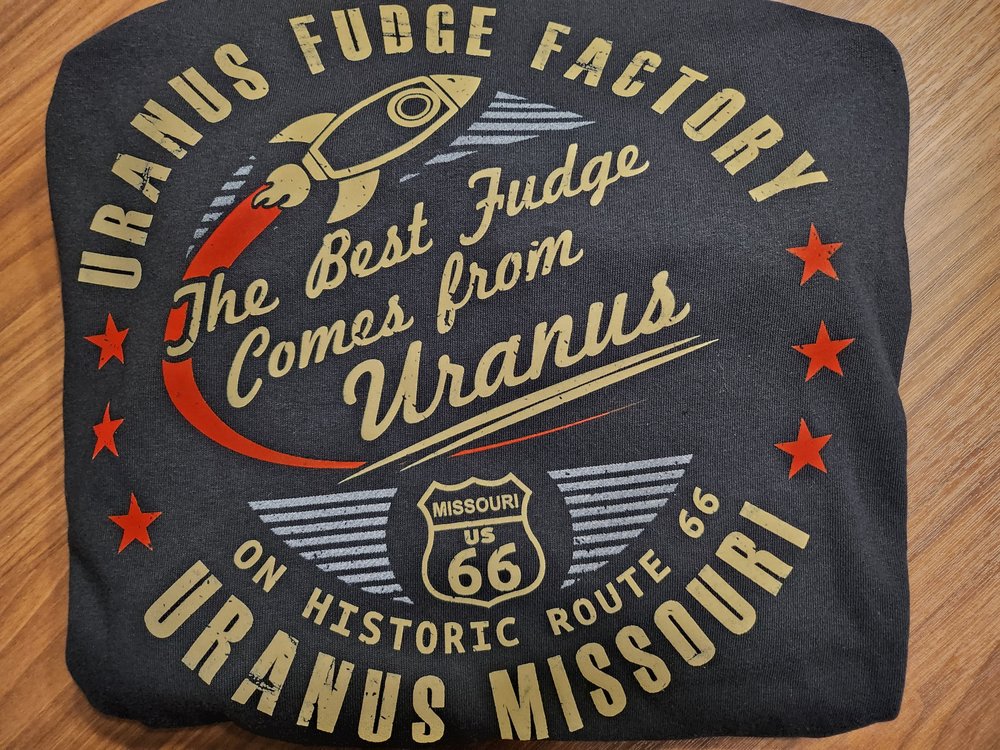 URANUS FUDGE FACTORY
The Best Fudge
Comes from
Uranus
MISSOURI
US
66
ON HISTORIC ROUTE 66
URANUS MISSOURI